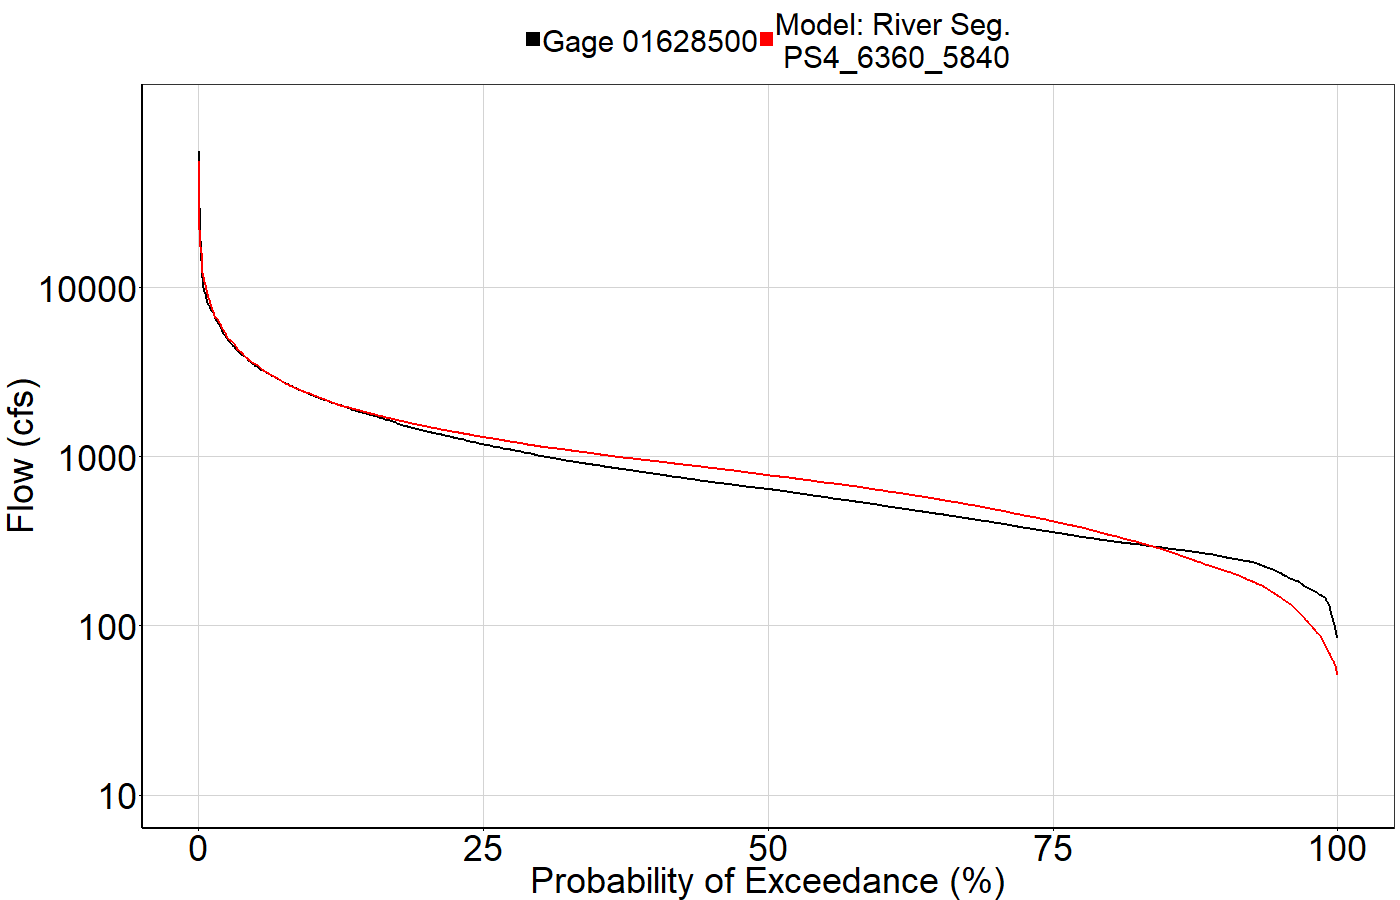 Gage 01628500
Model: River Seg.
PS4_6360_5840
Flow (cfs)
10000
1000
100
10
0 25 50 75 100
Probability of Exceedance (%)